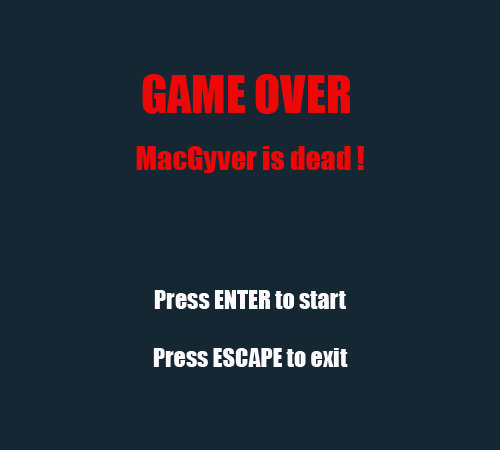 GAME OVER
MacGyver is dead !
Press ENTER to start
Press ESCAPE to exit